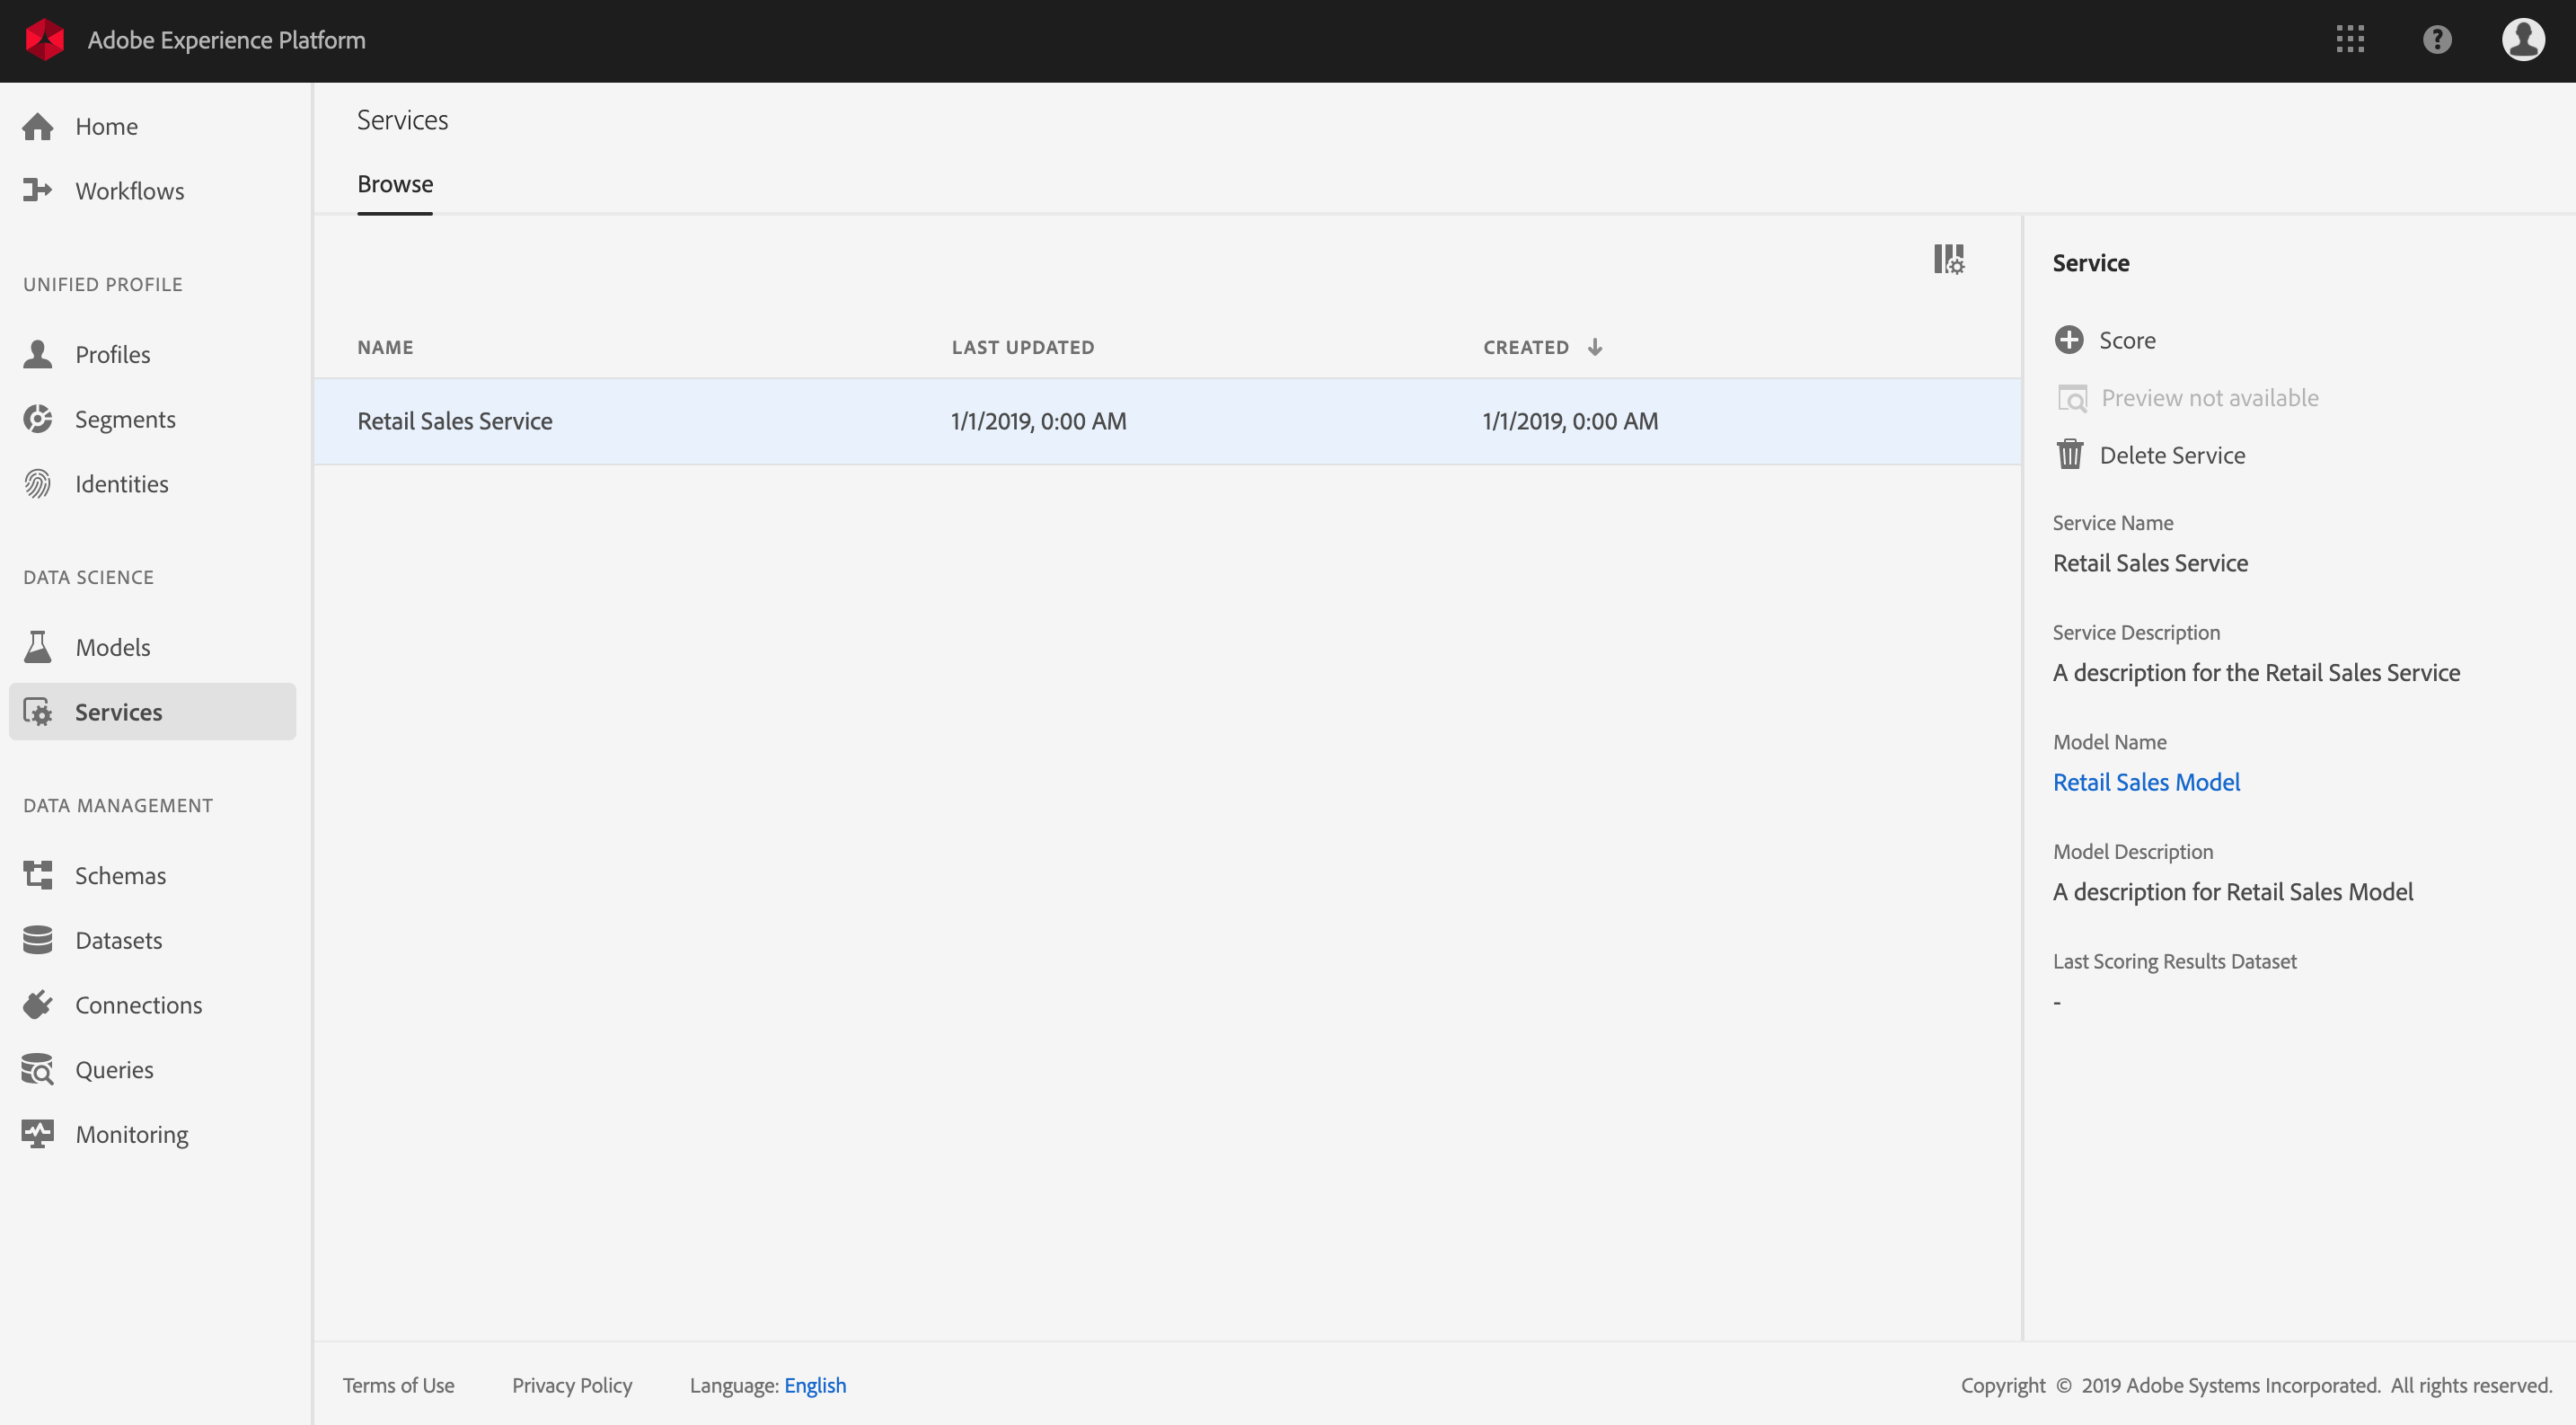 Adobe Experience Platform
Home
Workflows
UNIFIED PROFILE
Profiles
Segments
Identities
DATA SCIENCE
Models
Services
DATA MANAGEMENT
Schemas
Datasets
Connections
Queries
Monitoring
Services
Browse
NAME LAST UPDATED CREATED
Retail Sales Service 1/1/2019, 0:00 AM 1/1/2019, 0:00 AM
Service
Score
Preview not available
Delete Service
Service Name
Retail Sales Service
Service Description
A description for the Retail Sales Service
Model Name
Retail Sales Model
Model Description
A description for Retail Sales Model
Last Scoring Results Dataset
-
Terms of Use Privacy Policy Language: English Copyright © 2019 Adobe Systems Incorporated. All rights reserved.